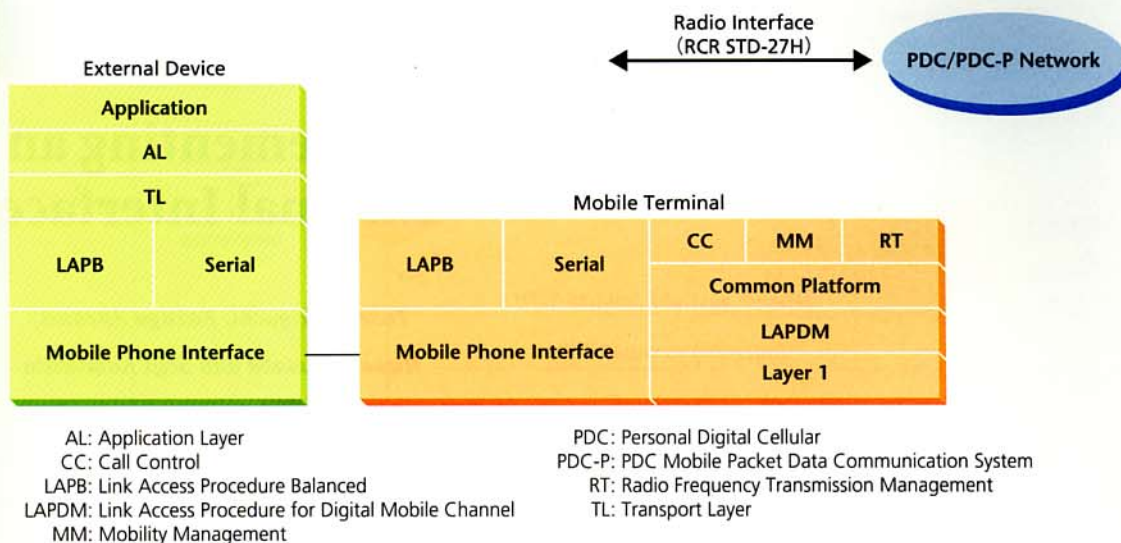 Radio Interface
(RCR STD-27H)
PDC/PDC-P Network
External Device
Application
AL
TL
LAPB
Serial
Mobile Phone Interface
Mobile Terminal
LAPB
Serial
CC
MM
RT
Common Platform
LAPDM
Layer 1
Mobile Phone Interface
AL: Application Layer
CC: Call Control
LAPB: Link Access Procedure Balanced
LAPDM: Link Access Procedure for Digital Mobile Channel
MM: Mobility Management
PDC: Personal Digital Cellular
PDC-P: PDC Mobile Packet Data Communication System
RT: Radio Frequency Transmission Management
TL: Transport Layer